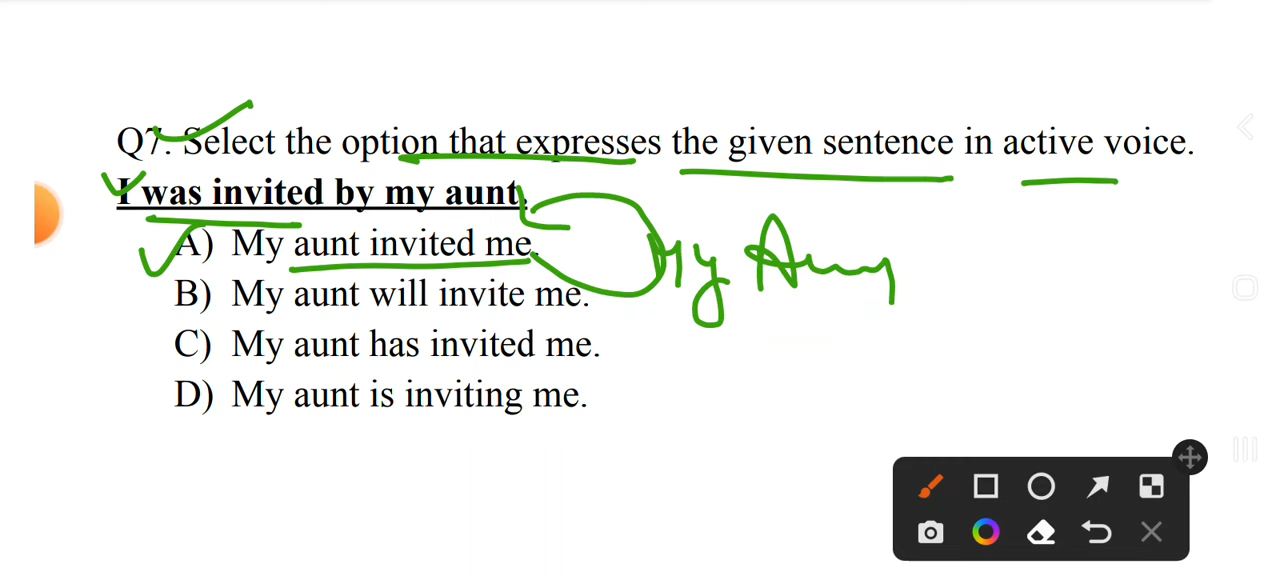 Q7. Select the option that expresses the given sentence in active voice.
I was invited by my aunt.
A) My aunt invited me.
B) My aunt will invite me.
C) My aunt has invited me.
D) My aunt is inviting me.
My